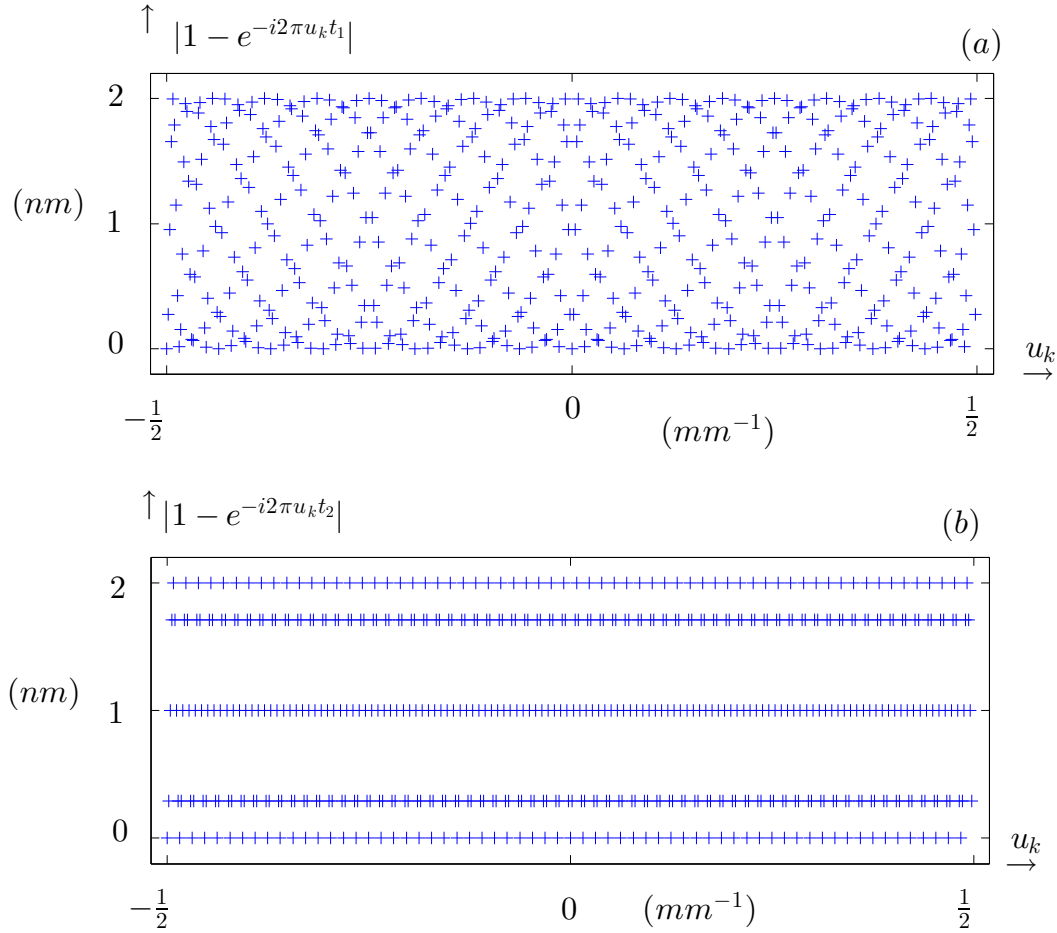 ↑ |1 − e^{−i2πu_k t_1}|
(a)
2
(nm) 1
0
u_k →
−1/2 0 (mm^{−1}) 1/2
↑ |1 − e^{−i2πu_k t_2}|
(b)
2
(nm) 1
0
u_k →
−1/2 0 (mm^{−1}) 1/2